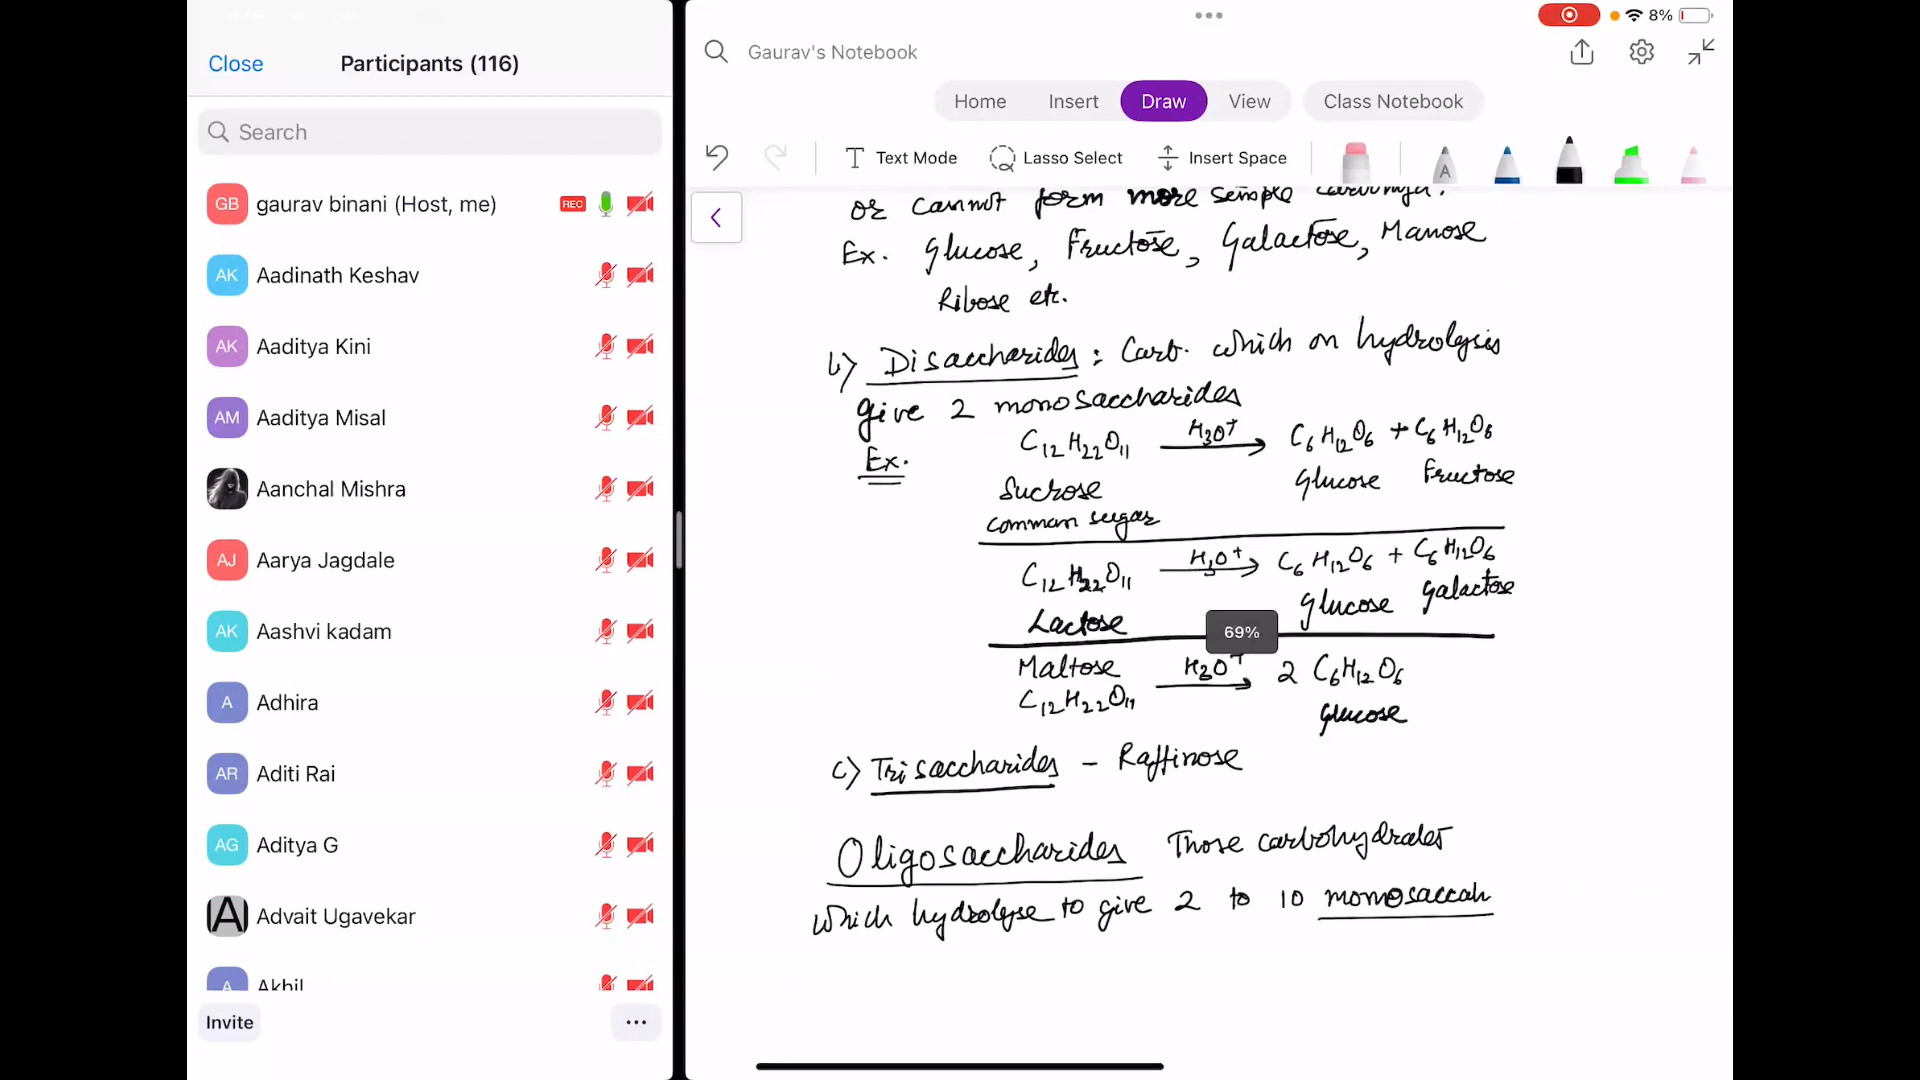 Close
Participants (116)
Search
GB gaurav binani (Host, me) REC
AK Aadinath Keshav
AK Aaditya Kini
AM Aaditya Misal
Aanchal Mishra
AJ Aarya Jagdale
AK Aashvi kadam
A Adhira
AR Aditi Rai
AG Aditya G
A Advait Ugavekar
A Akhil
Invite
8%
Gaurav's Notebook
Home Insert Draw View Class Notebook
Text Mode Lasso Select Insert Space A
or cannot form more simple
Ex. Glucose, Fructose, Galactose, Manose
Ribose etc.
b) Disaccharides : Carb. which on hydrolysis
give 2 monosaccharides
Ex. C12H22O11 H3O+ C6H12O6 + C6H12O6
Sucrose Glucose Fructose
common sugar
C12H22O11 H3O+ C6H12O6 + C6H12O6
Lactose Glucose Galactose
69%
Maltose H3O+ 2 C6H12O6
C12H22O11 Glucose
c) Trisaccharides - Raffinose
Oligosaccharides Those carbohydrates
which hydrolyse to give 2 to 10 monosaccah